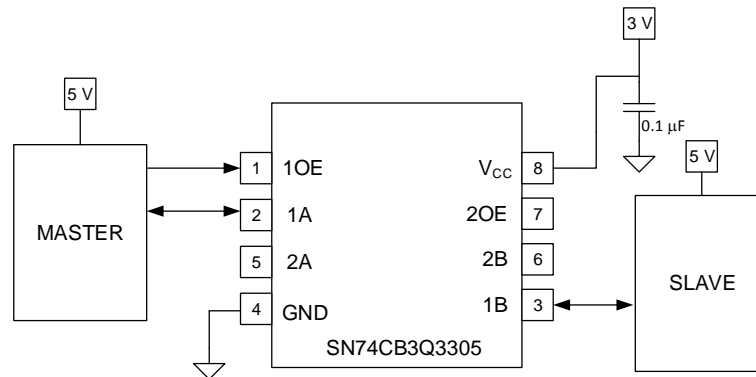 3 V
5 V
0.1 μF
5 V
1 1OE
V_CC 8
2 1A
2OE 7
MASTER
5 2A
2B 6
SLAVE
4 GND
1B 3
SN74CB3Q3305